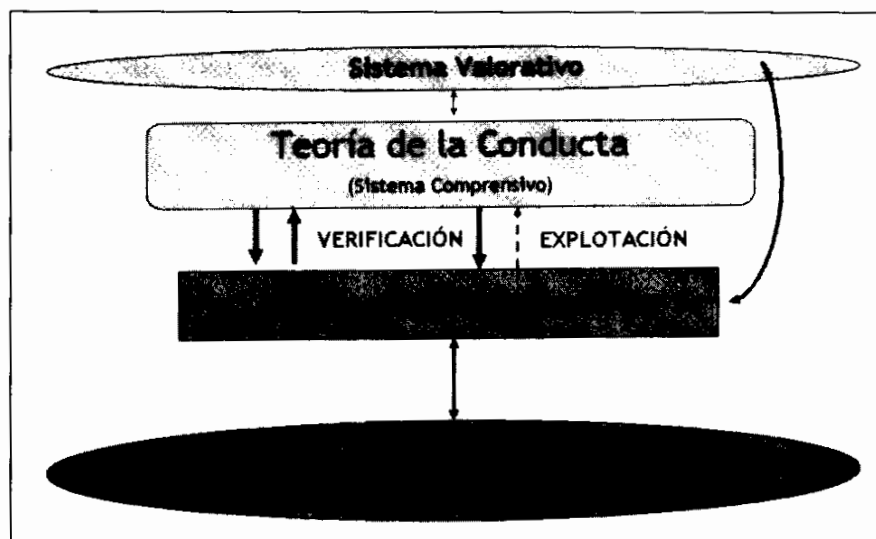 Sistema Valorativo
Teoría de la Conducta
(Sistema Comprensivo)
VERIFICACIÓN EXPLOTACIÓN